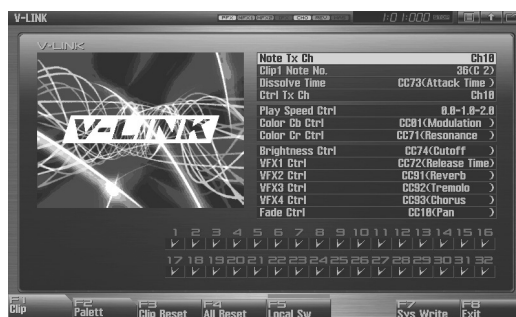 V-LINK
1:01:000
V-LINK
V-LINK
Note Tx Ch Ch10
Clip1 Note No. 36(C 2)
Dissolve Time CC73(Attack Time )
Ctrl Tx Ch Ch10
Play Speed Ctrl 0.0-1.0-2.0
Color Cb Ctrl CC01(Modulation )
Color Cr Ctrl CC71(Resonance )
Brightness Ctrl CC74(Cutoff )
VFX1 Ctrl CC72(Release Time)
VFX2 Ctrl CC91(Reverb )
VFX3 Ctrl CC92(Tremolo )
VFX4 Ctrl CC93(Chorus )
Fade Ctrl CC10(Pan )
1 2 3 4 5 6 7 8 9 10 11 12 13 14 15 16
17 18 19 20 21 22 23 24 25 26 27 28 29 30 31 32
F1 F2 F3 F4 F5 F7 F8
Clip Palett Clip Reset All Reset Local Sw Sys Write Exit